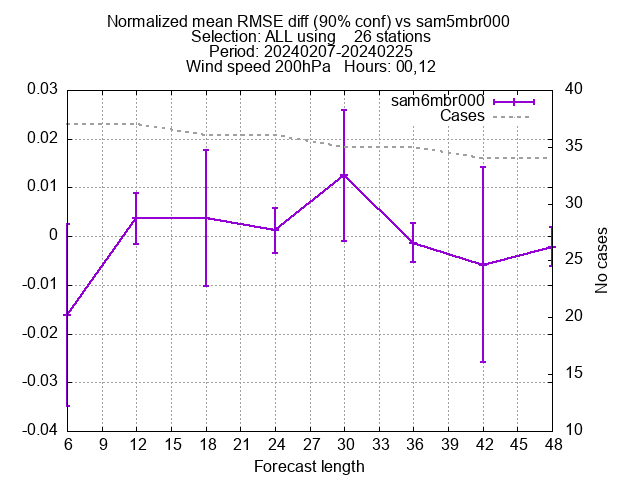 Normalized mean RMSE diff (90% conf) vs sam5mbr000
Selection: ALL using    26 stations
Period: 20240207-20240225
Wind speed 200hPa   Hours: 00,12
sam6mbr000
Cases
0.03
0.02
0.01
0
-0.01
-0.02
-0.03
-0.04
40
35
30
25
20
15
10
No cases
6 9 12 15 18 21 24 27 30 33 36 39 42 45 48
Forecast length